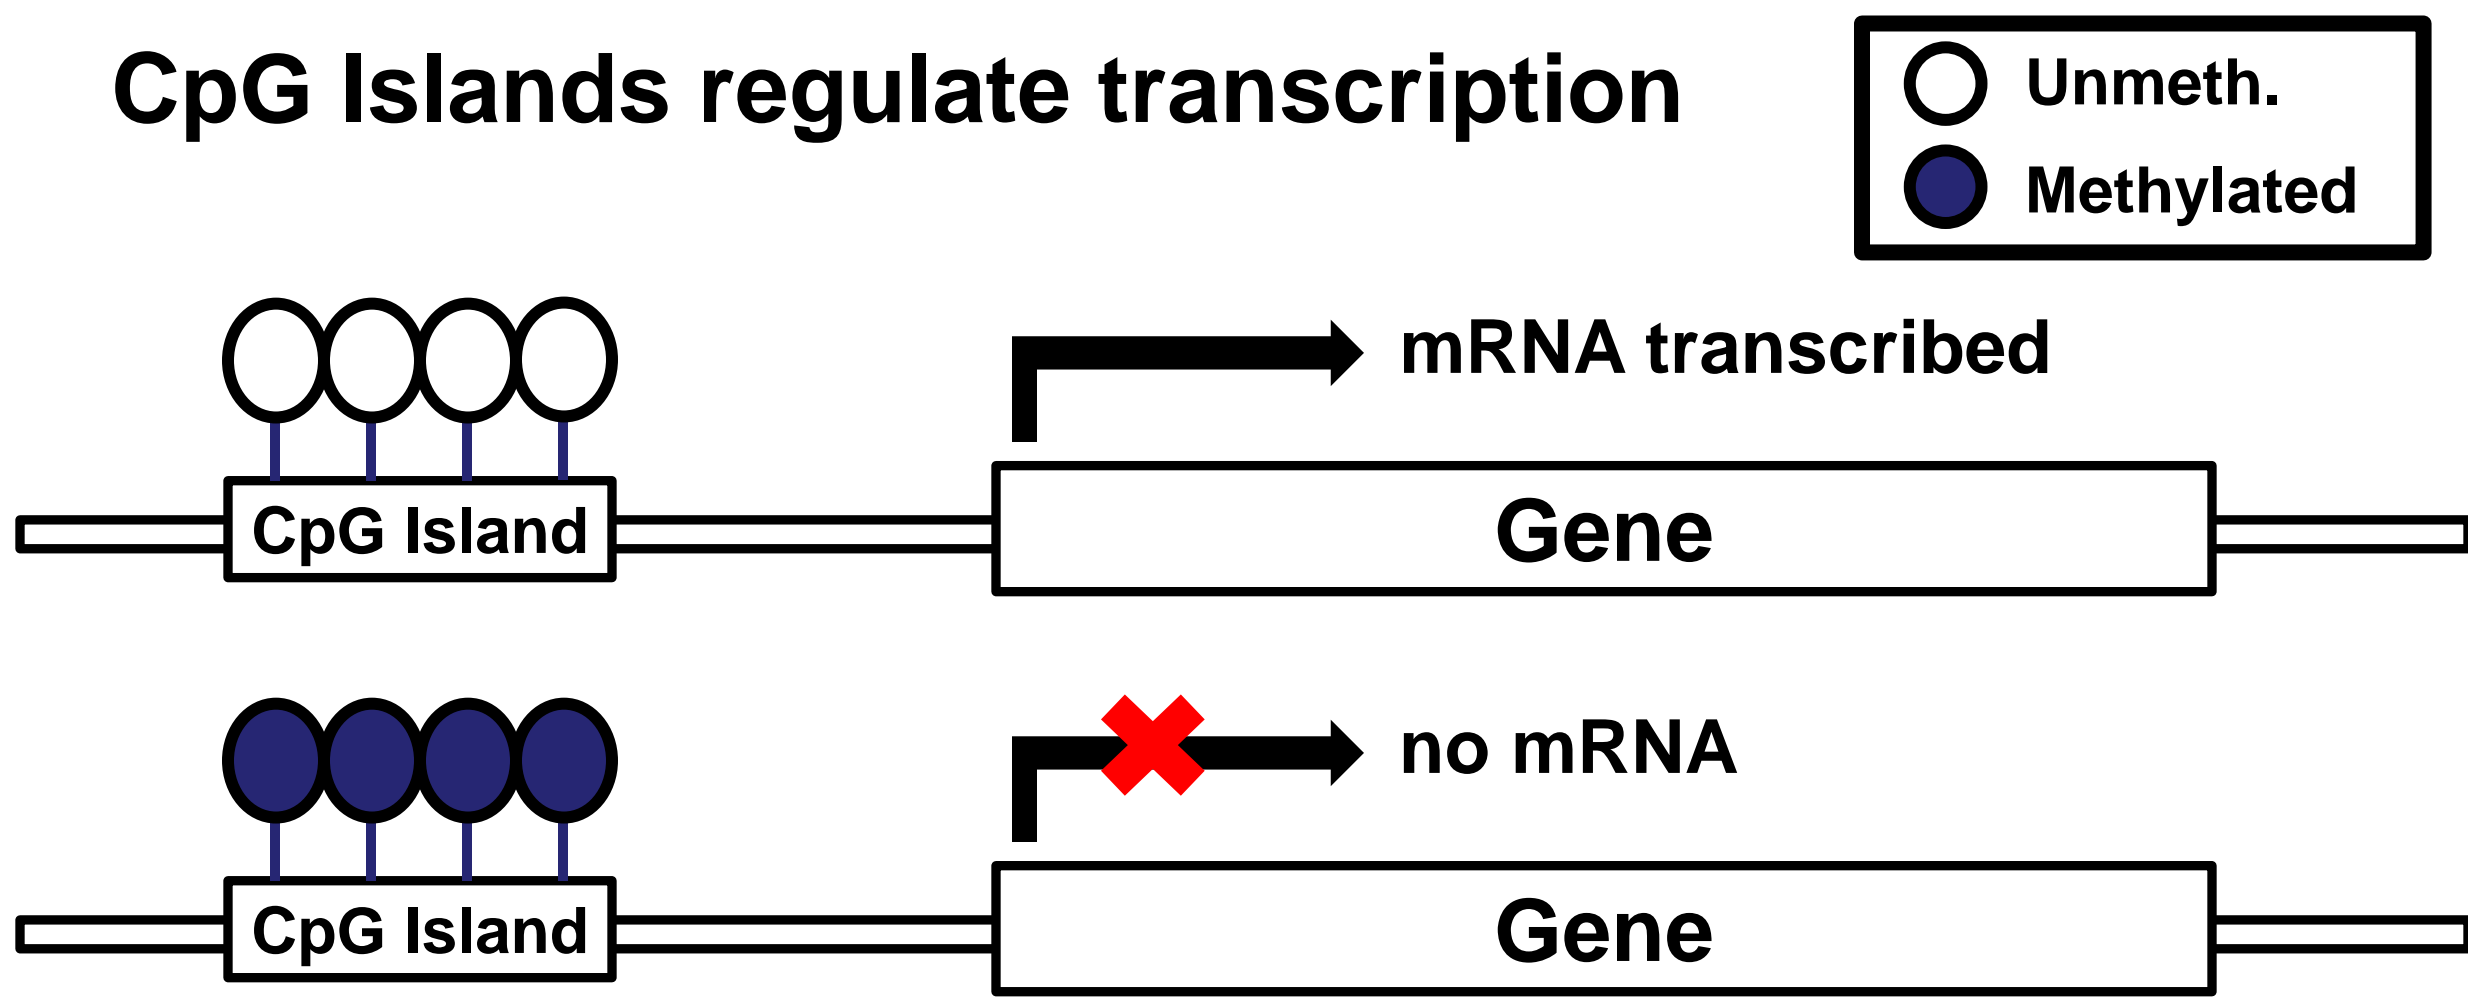 CpG Islands regulate transcription
Unmeth.
Methylated
mRNA transcribed
CpG Island
Gene
no mRNA
CpG Island
Gene